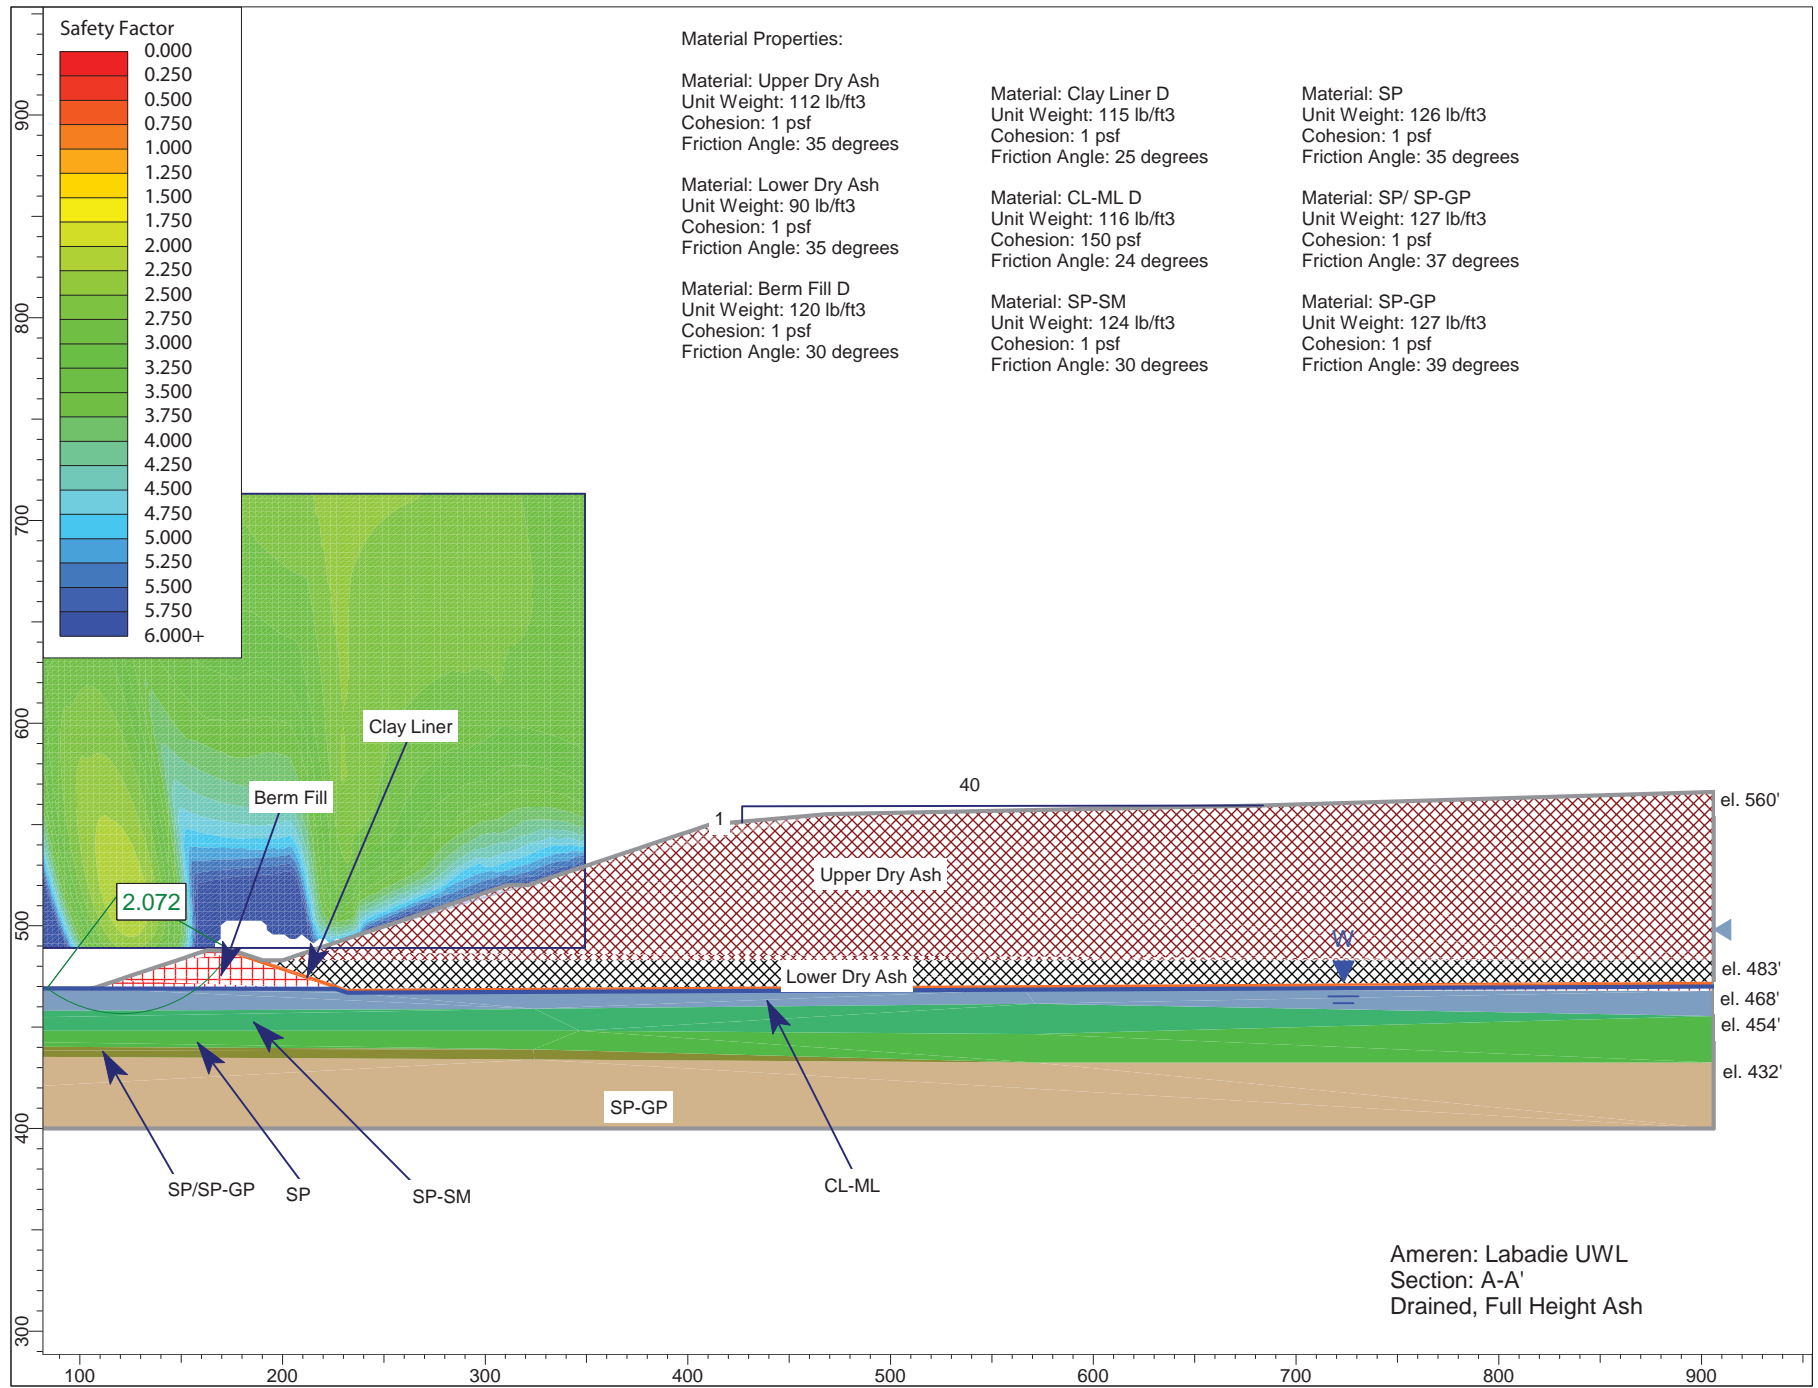 Safety Factor
0.000
0.250
0.500
0.750
1.000
1.250
1.500
1.750
2.000
2.250
2.500
2.750
3.000
3.250
3.500
3.750
4.000
4.250
4.500
4.750
5.000
5.250
5.500
5.750
6.000+
Material Properties:
Material: Upper Dry Ash
Unit Weight: 112 lb/ft3
Cohesion: 1 psf
Friction Angle: 35 degrees
Material: Lower Dry Ash
Unit Weight: 90 lb/ft3
Cohesion: 1 psf
Friction Angle: 35 degrees
Material: Berm Fill D
Unit Weight: 120 lb/ft3
Cohesion: 1 psf
Friction Angle: 30 degrees
Material: Clay Liner D
Unit Weight: 115 lb/ft3
Cohesion: 1 psf
Friction Angle: 25 degrees
Material: CL-ML D
Unit Weight: 116 lb/ft3
Cohesion: 150 psf
Friction Angle: 24 degrees
Material: SP-SM
Unit Weight: 124 lb/ft3
Cohesion: 1 psf
Friction Angle: 30 degrees
Material: SP
Unit Weight: 126 lb/ft3
Cohesion: 1 psf
Friction Angle: 35 degrees
Material: SP/ SP-GP
Unit Weight: 127 lb/ft3
Cohesion: 1 psf
Friction Angle: 37 degrees
Material: SP-GP
Unit Weight: 127 lb/ft3
Cohesion: 1 psf
Friction Angle: 39 degrees
900
800
700
600
500
400
300
Clay Liner
Berm Fill
2.072
40
1
Upper Dry Ash
W
Lower Dry Ash
el. 560'
el. 483'
el. 468'
el. 454'
el. 432'
SP-GP
SP/SP-GP
SP
SP-SM
CL-ML
Ameren: Labadie UWL
Section: A-A'
Drained, Full Height Ash
100
200
300
400
500
600
700
800
900